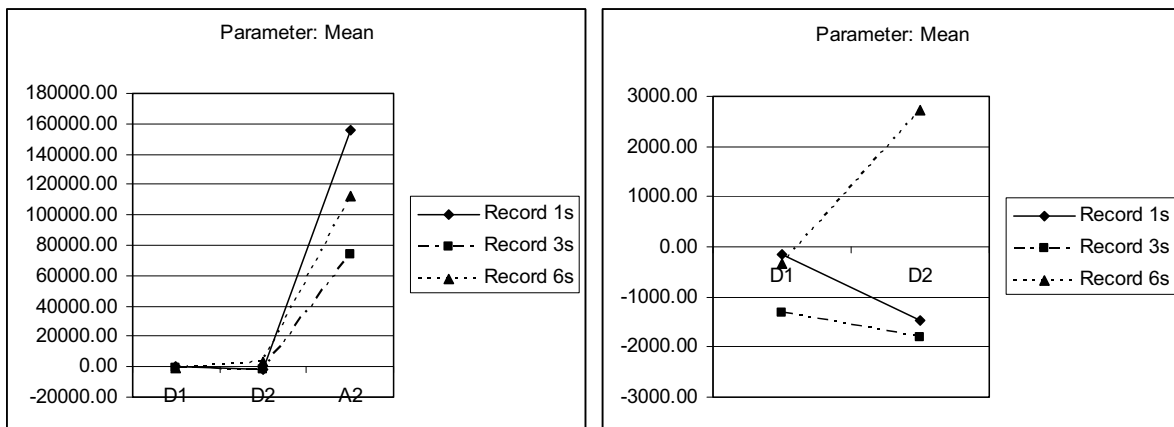 Parameter: Mean
180000.00
160000.00
140000.00
120000.00
100000.00
80000.00
60000.00
40000.00
20000.00
0.00
-20000.00
D1 D2 A2
Record 1s
Record 3s
Record 6s
Parameter: Mean
3000.00
2000.00
1000.00
0.00
-1000.00
-2000.00
-3000.00
D1 D2
Record 1s
Record 3s
Record 6s